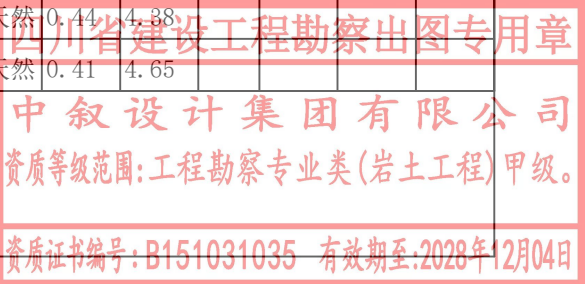 天然 0.44 4.38
四川省建设工程勘察出图专用章
天然 0.41 4.65
中叙设计集团有限公司
资质等级范围:工程勘察专业类(岩土工程)甲级。
资质证书编号:B151031035 有效期至:2028年12月04日